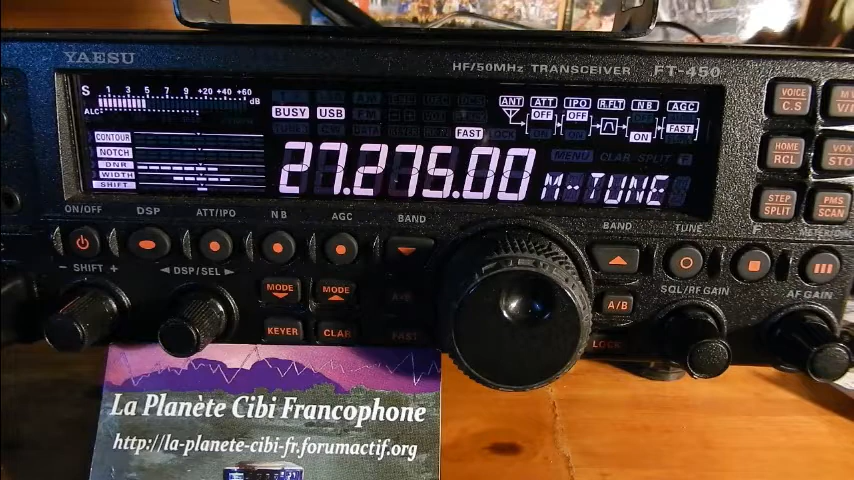 YAESU
HF/50MHz TRANSCEIVER FT-450
S 1 3 5 7 9 +20 +40 +60 dB
ALC
BUSY USB
FAST
ANT ATT IPO R.FLT NB AGC
OFF OFF ON FAST
MENU CLAR SPLIT F
CONTOUR
NOTCH
DNR
WIDTH
SHIFT
27.275.00 M-TUNE
VOICE
C.S
HOME
RCL
VOX
STEP
SPLIT
PMS
SCAN
ON/OFF DSP ATT/IPO NB AGC BAND BAND TUNE F
– SHIFT + DSP/SEL
MODE MODE A=B
KEYER CLAR FAST
A/B
LOCK
SQL/RF GAIN AF GAIN
La Planète Cibi Francophone
http://la-planete-cibi-fr.forumactif.org